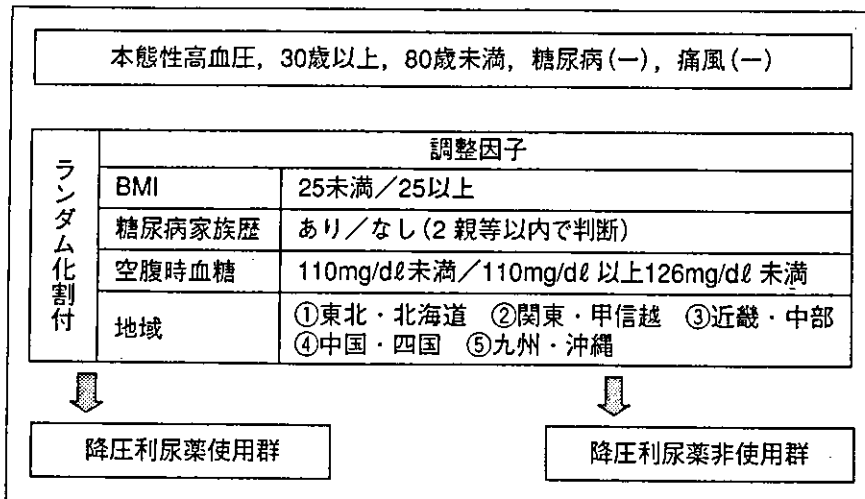 本態性高血圧，30歳以上，80歳未満，糖尿病(－)，痛風(－)
ランダム化割付
調整因子
BMI 25未満／25以上
糖尿病家族歴 あり／なし(2親等以内で判断)
空腹時血糖 110mg/dℓ未満／110mg/dℓ以上126mg/dℓ未満
地域 ①東北・北海道 ②関東・甲信越 ③近畿・中部
④中国・四国 ⑤九州・沖縄
降圧利尿薬使用群 降圧利尿薬非使用群